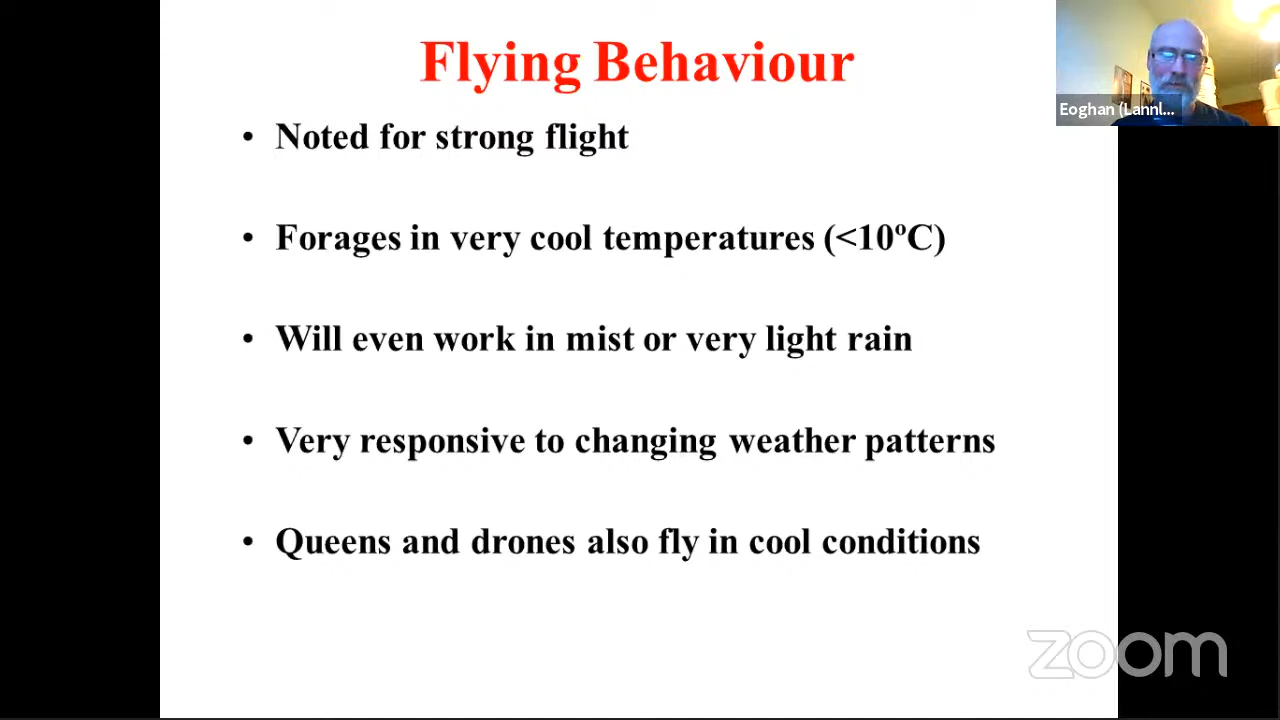 Flying Behaviour
Eoghan (Lannl...
• Noted for strong flight
• Forages in very cool temperatures (<10ºC)
• Will even work in mist or very light rain
• Very responsive to changing weather patterns
• Queens and drones also fly in cool conditions
zoom